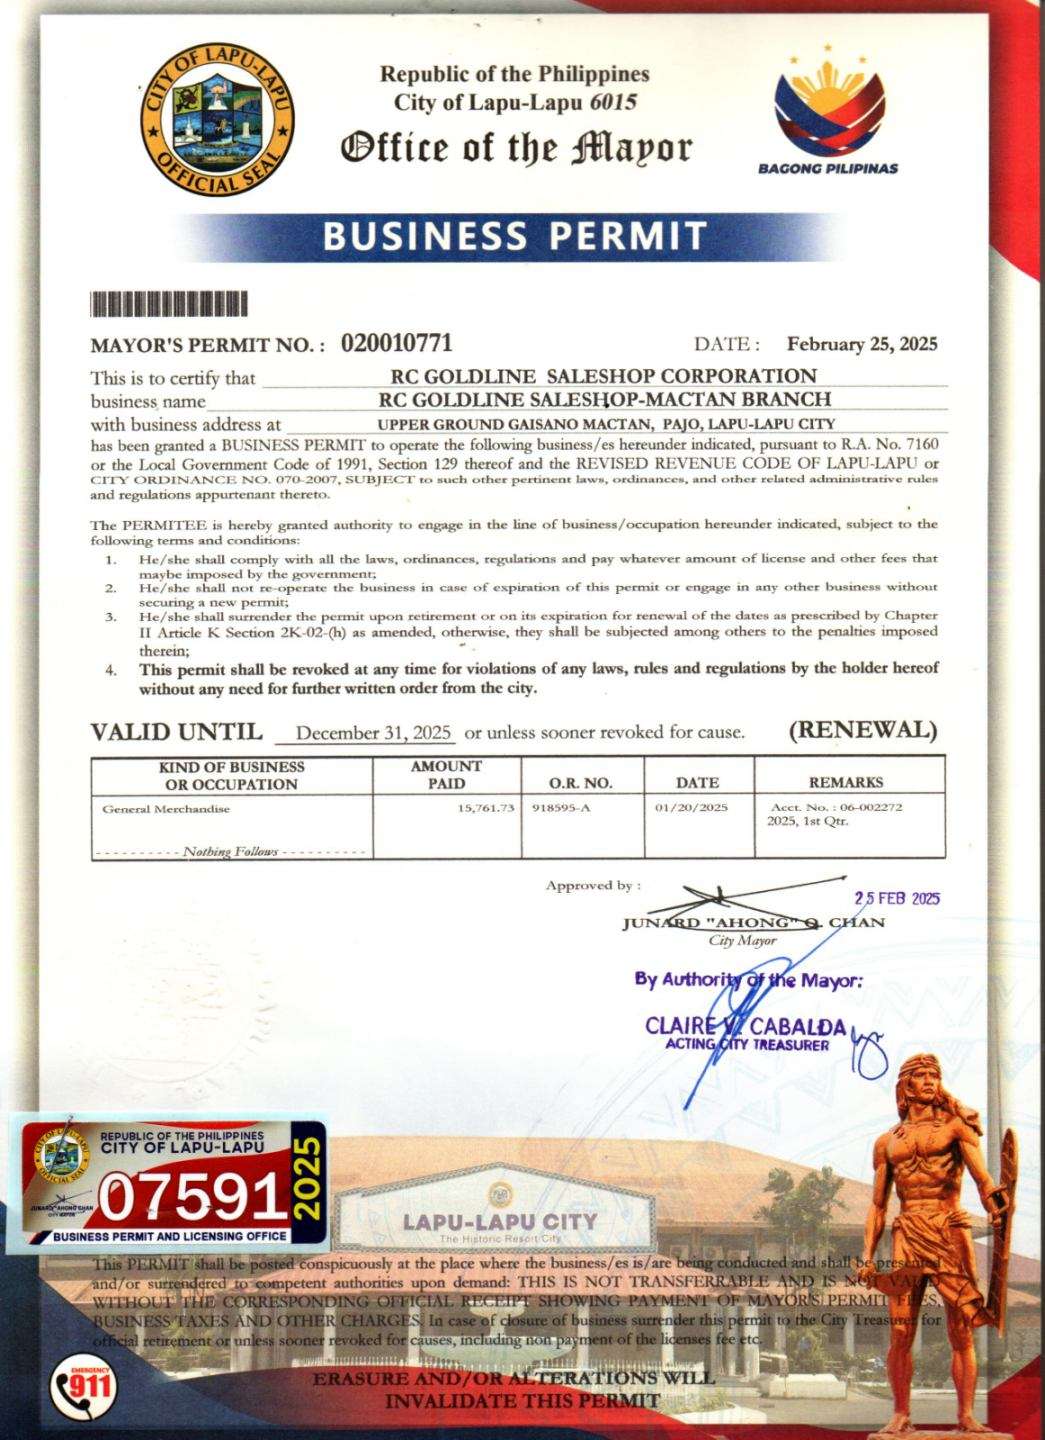 CITY OF LAPU-LAPU
OFFICIAL SEAL
Republic of the Philippines
City of Lapu-Lapu 6015
Office of the Mayor
BAGONG PILIPINAS
BUSINESS PERMIT
MAYOR'S PERMIT NO. : 020010771 DATE : February 25, 2025
This is to certify that RC GOLDLINE SALESHOP CORPORATION
business name RC GOLDLINE SALESHOP-MACTAN BRANCH
with business address at UPPER GROUND GAISANO MACTAN, PAJO, LAPU-LAPU CITY
has been granted a BUSINESS PERMIT to operate the following business/es hereunder indicated, pursuant to R.A. No. 7160
or the Local Government Code of 1991, Section 129 thereof and the REVISED REVENUE CODE OF LAPU-LAPU or
CITY ORDINANCE NO. 070-2007, SUBJECT to such other pertinent laws, ordinances, and other related administrative rules
and regulations appurtenant thereto.
The PERMITEE is hereby granted authority to engage in the line of business/occupation hereunder indicated, subject to the
following terms and conditions:
1. He/she shall comply with all the laws, ordinances, regulations and pay whatever amount of license and other fees that
maybe imposed by the government;
2. He/she shall not re-operate the business in case of expiration of this permit or engage in any other business without
securing a new permit;
3. He/she shall surrender the permit upon retirement or on its expiration for renewal of the dates as prescribed by Chapter
II Article K Section 2K-02-(h) as amended, otherwise, they shall be subjected among others to the penalties imposed
therein;
4. This permit shall be revoked at any time for violations of any laws, rules and regulations by the holder hereof
without any need for further written order from the city.
VALID UNTIL December 31, 2025 or unless sooner revoked for cause. (RENEWAL)
KIND OF BUSINESS OR OCCUPATION AMOUNT PAID O.R. NO. DATE REMARKS
General Merchandise 15,761.73 918595-A 01/20/2025 Acct. No. : 06-002272
2025, 1st Qtr.
- - - - - - - - - - Nothing Follows - - - - - - - - - -
Approved by :
25 FEB 2025
JUNARD "AHONG" Q. CHAN
City Mayor
By Authority of the Mayor:
CLAIRE V. CABALDA
ACTING CITY TREASURER
REPUBLIC OF THE PHILIPPINES
CITY OF LAPU-LAPU
07591
2025
JUNARD "AHONG" CHAN
CITY MAYOR
BUSINESS PERMIT AND LICENSING OFFICE
LAPU-LAPU CITY
The Historic Resort City
This PERMIT shall be posted conspicuously at the place where the business/es is/are being conducted and shall be presented
and/or surrendered to competent authorities upon demand: THIS IS NOT TRANSFERRABLE AND IS NOT VALID
WITHOUT THE CORRESPONDING OFFICIAL RECEIPT SHOWING PAYMENT OF MAYOR'S PERMIT FEES,
BUSINESS TAXES AND OTHER CHARGES. In case of closure of business surrender this permit to the City Treasurer for
official retirement or unless sooner revoked for causes, including non payment of the licenses fee etc.
EMERGENCY
911
ERASURE AND/OR ALTERATIONS WILL
INVALIDATE THIS PERMIT